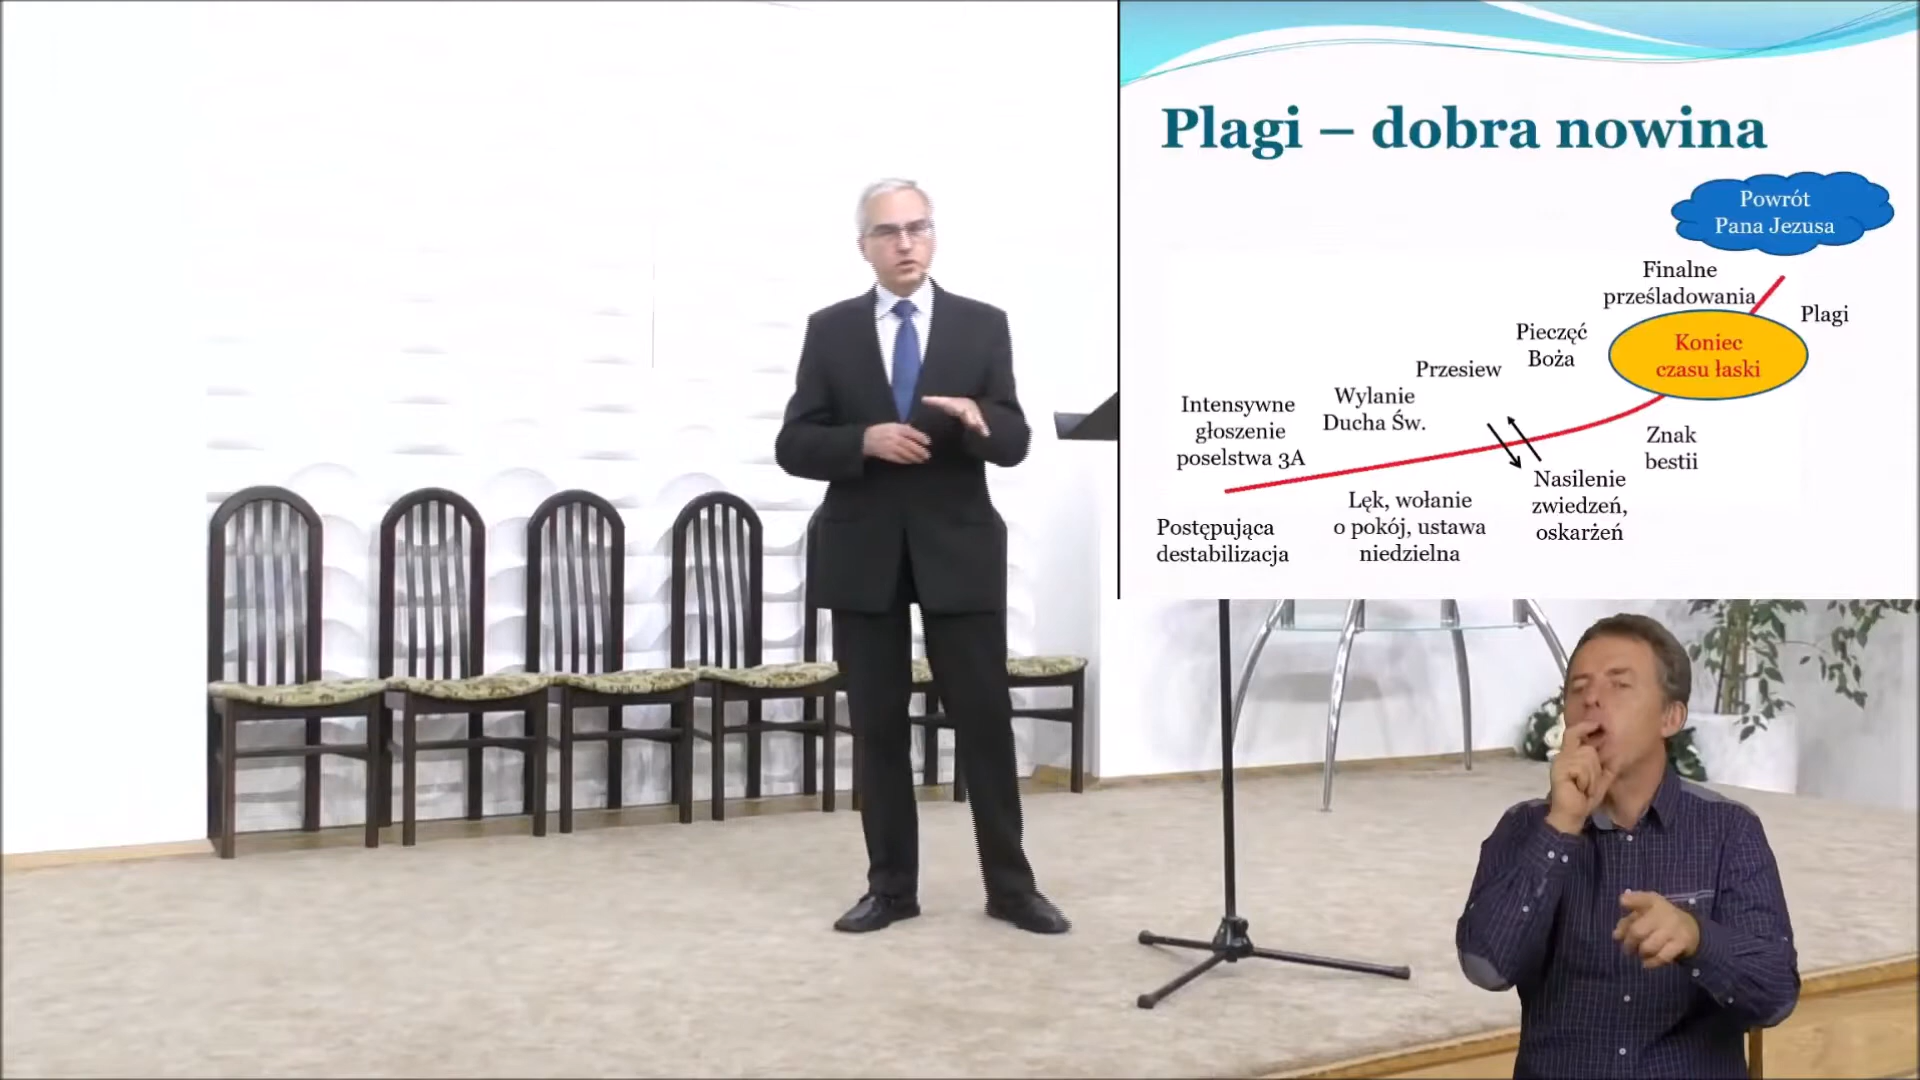 Plagi – dobra nowina
Powrót
Pana Jezusa
Finalne
prześladowania
Plagi
Pieczęć
Boża
Koniec
czasu łaski
Przesiew
Wylanie
Ducha Św.
Intensywne
głoszenie
poselstwa 3A
Znak
bestii
Nasilenie
zwiedzeń,
oskarżeń
Lęk, wołanie
o pokój, ustawa
niedzielna
Postępująca
destabilizacja